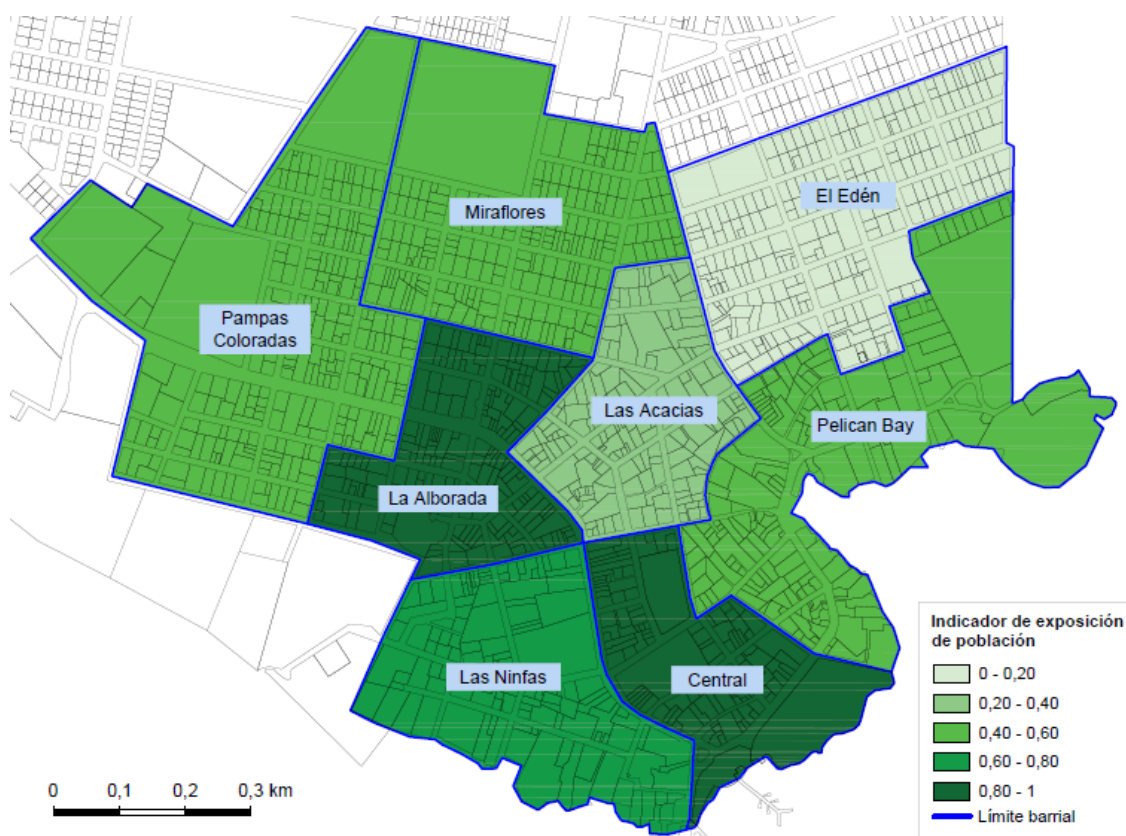 Miraflores
El Edén
Pampas
Coloradas
Las Acacias
Pelican Bay
La Alborada
Las Ninfas
Central
Indicador de exposición
de población
0 - 0,20
0,20 - 0,40
0,40 - 0,60
0,60 - 0,80
0,80 - 1
Límite barrial
0 0,1 0,2 0,3 km